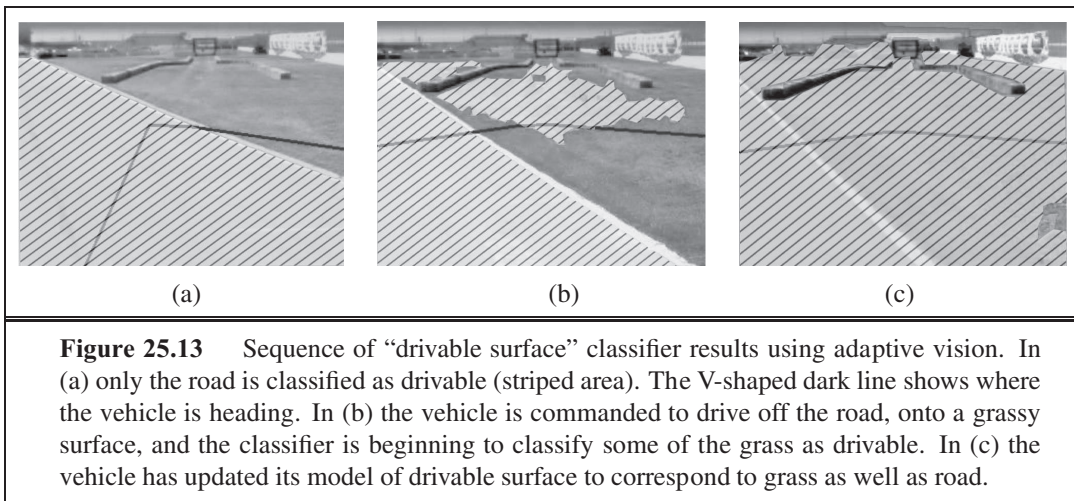 (a) (b) (c)
Figure 25.13 Sequence of “drivable surface” classifier results using adaptive vision. In
(a) only the road is classified as drivable (striped area). The V-shaped dark line shows where
the vehicle is heading. In (b) the vehicle is commanded to drive off the road, onto a grassy
surface, and the classifier is beginning to classify some of the grass as drivable. In (c) the
vehicle has updated its model of drivable surface to correspond to grass as well as road.